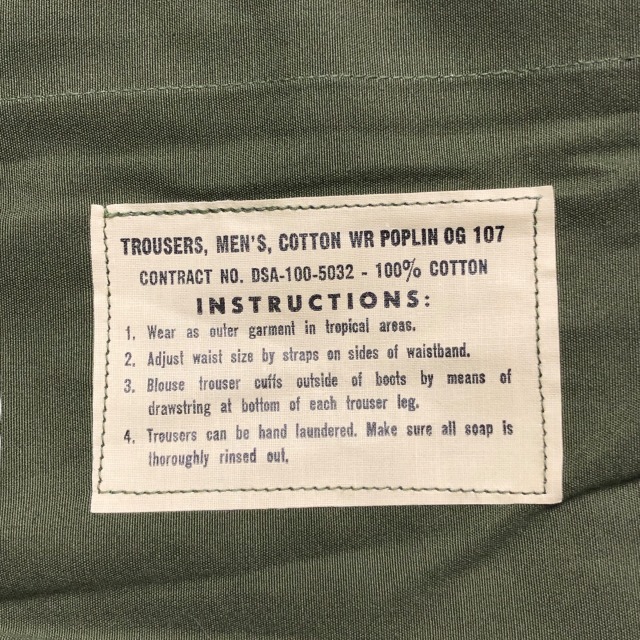 TROUSERS, MEN'S, COTTON WR POPLIN OG 107
CONTRACT NO. DSA-100-5032 - 100% COTTON
INSTRUCTIONS:
1. Wear as outer garment in tropical areas.
2. Adjust waist size by straps on sides of waistband.
3. Blouse trouser cuffs outside of boots by means of
drawstring at bottom of each trouser leg.
4. Trousers can be hand laundered. Make sure all soap is
thoroughly rinsed out.